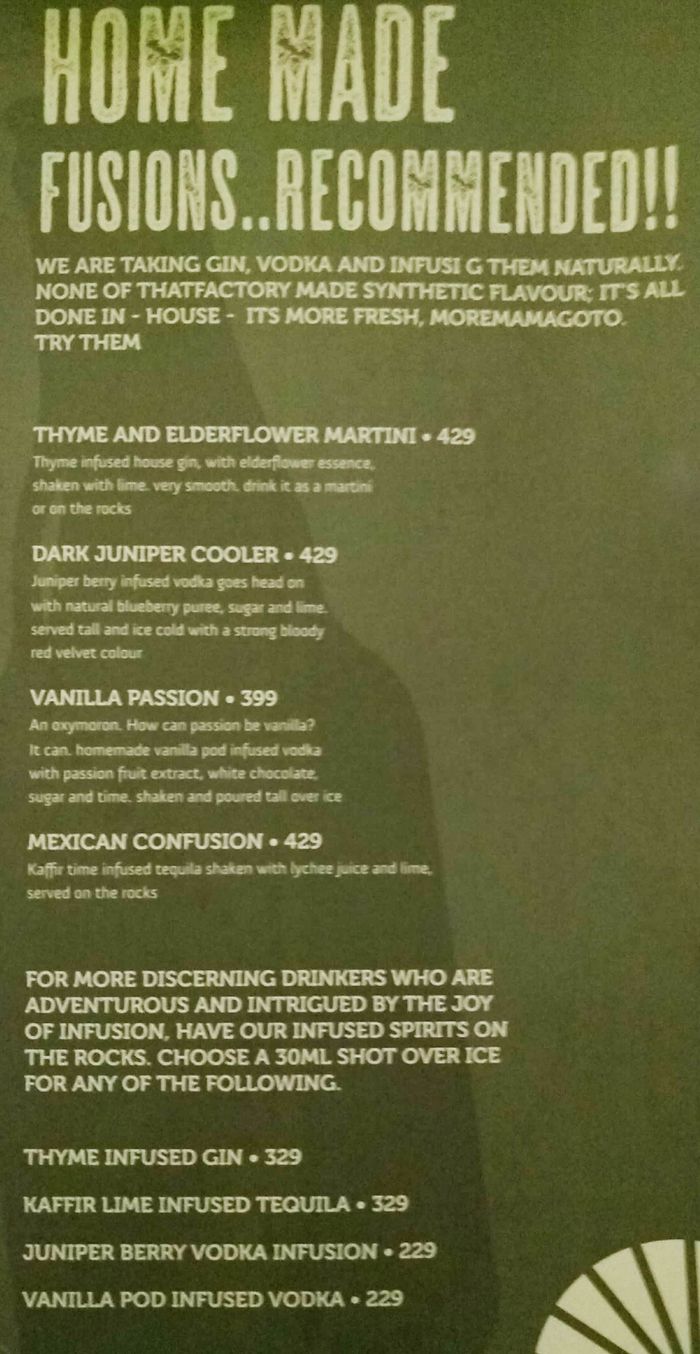 HOME MADE
FUSIONS..RECOMMENDED!!
WE ARE TAKING GIN, VODKA AND INFUSI G THEM NATURALLY.
NONE OF THATFACTORY MADE SYNTHETIC FLAVOUR; IT'S ALL
DONE IN - HOUSE - ITS MORE FRESH, MOREMAMAGOTO.
TRY THEM
THYME AND ELDERFLOWER MARTINI • 429
Thyme infused house gin, with elderflower essence,
shaken with lime. very smooth. drink it as a martini
or on the rocks
DARK JUNIPER COOLER • 429
Juniper berry infused vodka goes head on
with natural blueberry puree, sugar and lime.
served tall and ice cold with a strong bloody
red velvet colour
VANILLA PASSION • 399
An oxymoron. How can passion be vanilla?
It can. homemade vanilla pod infused vodka
with passion fruit extract, white chocolate,
sugar and time. shaken and poured tall over ice
MEXICAN CONFUSION • 429
Kaffir time infused tequila shaken with lychee juice and lime,
served on the rocks
FOR MORE DISCERNING DRINKERS WHO ARE
ADVENTUROUS AND INTRIGUED BY THE JOY
OF INFUSION, HAVE OUR INFUSED SPIRITS ON
THE ROCKS. CHOOSE A 30ML SHOT OVER ICE
FOR ANY OF THE FOLLOWING.
THYME INFUSED GIN • 329
KAFFIR LIME INFUSED TEQUILA • 329
JUNIPER BERRY VODKA INFUSION • 229
VANILLA POD INFUSED VODKA • 229